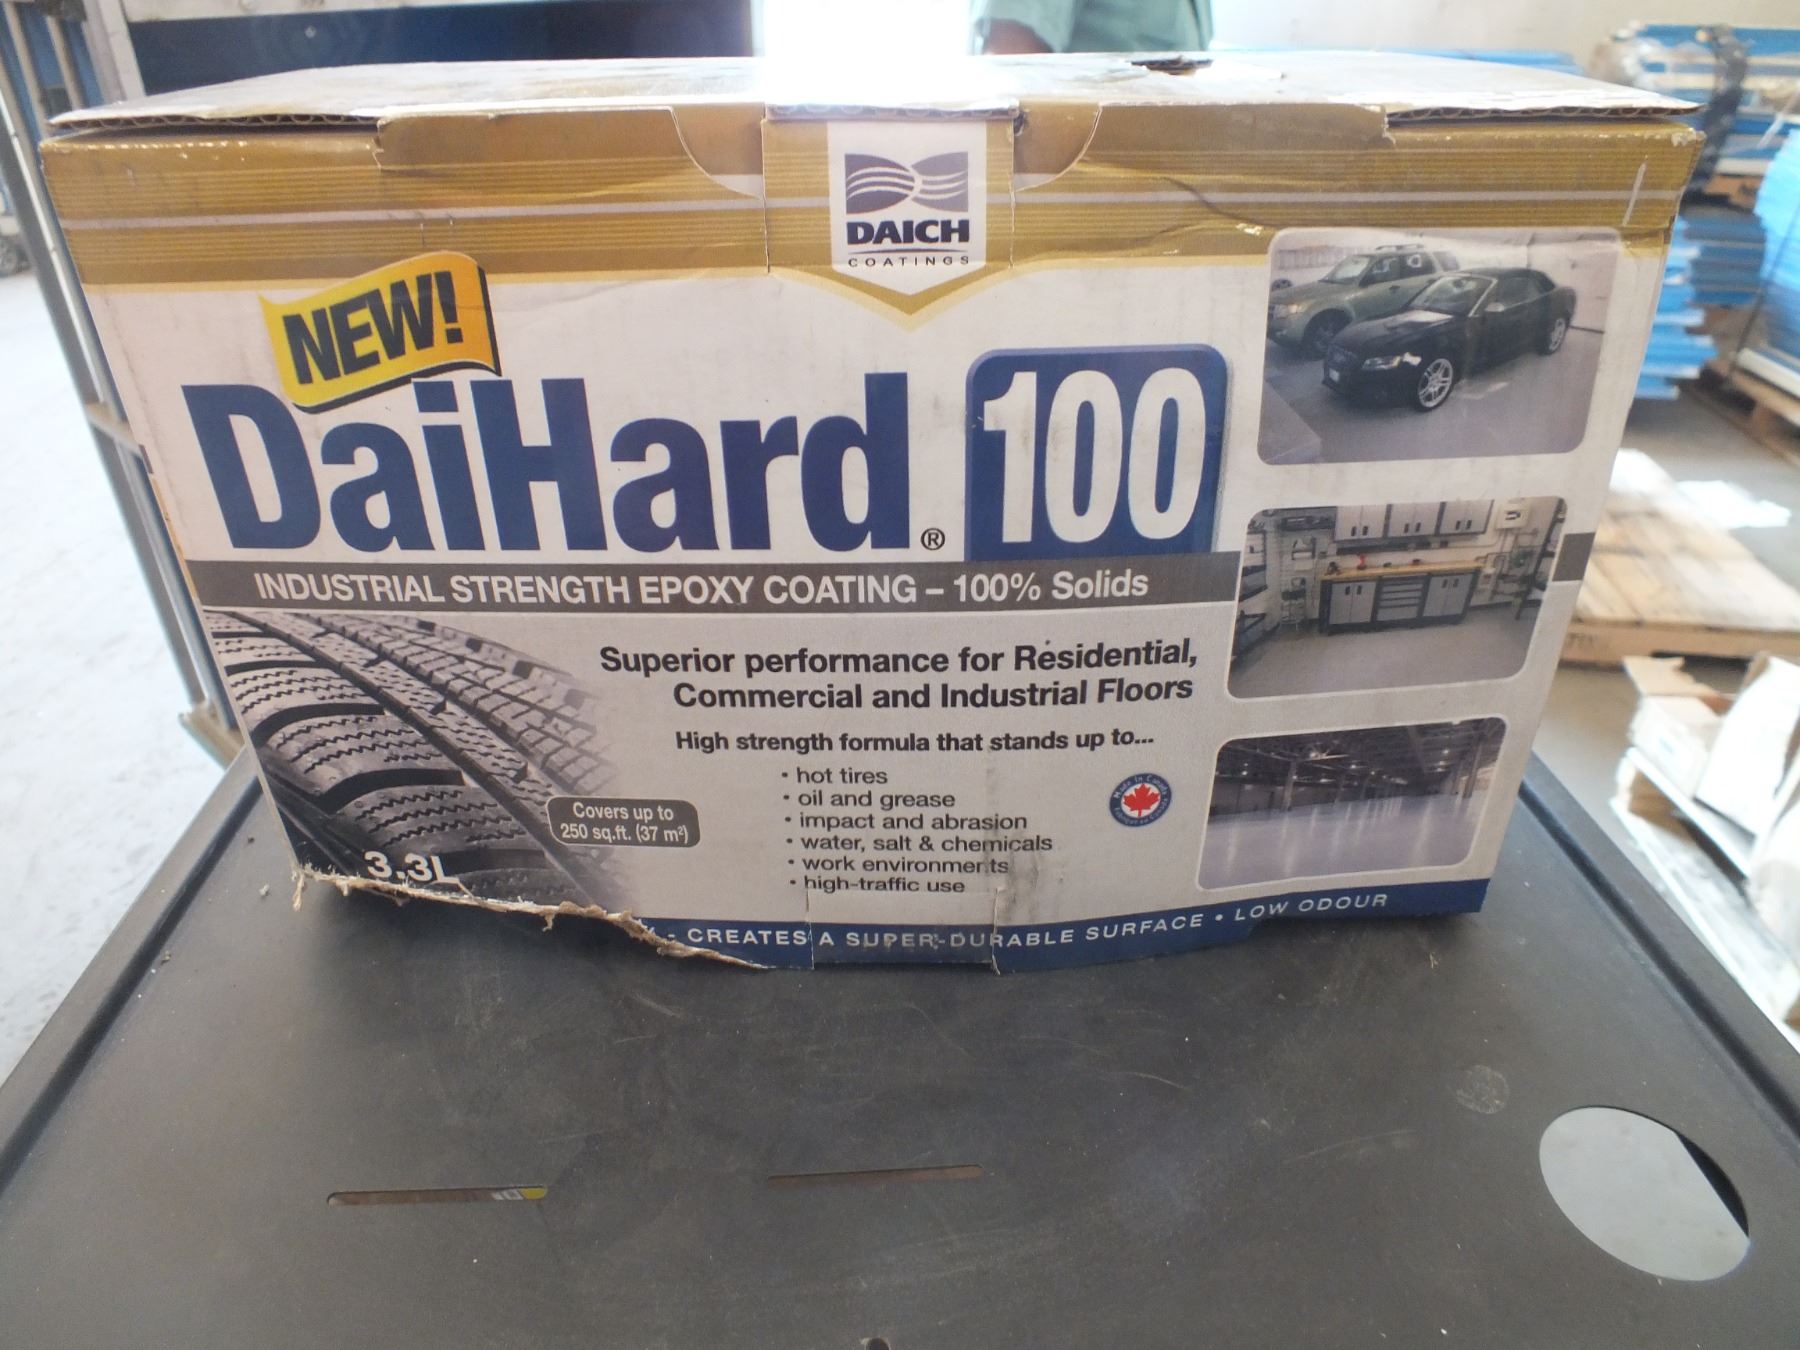 DAICH
COATINGS
NEW!
DaiHard® 100
INDUSTRIAL STRENGTH EPOXY COATING – 100% Solids
Superior performance for Residential,
Commercial and Industrial Floors
High strength formula that stands up to...
• hot tires
• oil and grease
• impact and abrasion
• water, salt & chemicals
• work environments
• high-traffic use
Covers up to
250 sq.ft. (37 m²)
3.3L
Made In Canada
- CREATES A SUPER-DURABLE SURFACE • LOW ODOUR